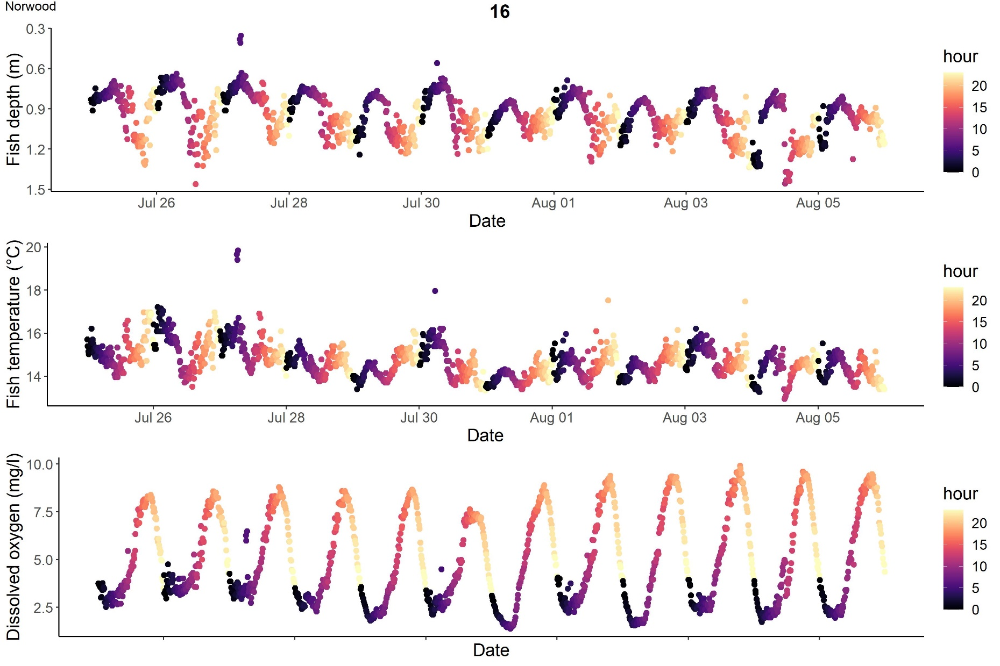 Norwood
16
Fish depth (m)
0.3
0.6
0.9
1.2
1.5
Jul 26 Jul 28 Jul 30 Aug 01 Aug 03 Aug 05
Date
hour
20
15
10
5
0
Fish temperature (°C)
20
18
16
14
Jul 26 Jul 28 Jul 30 Aug 01 Aug 03 Aug 05
Date
hour
20
15
10
5
0
Dissolved oxygen (mg/l)
10.0
7.5
5.0
2.5
Date
hour
20
15
10
5
0